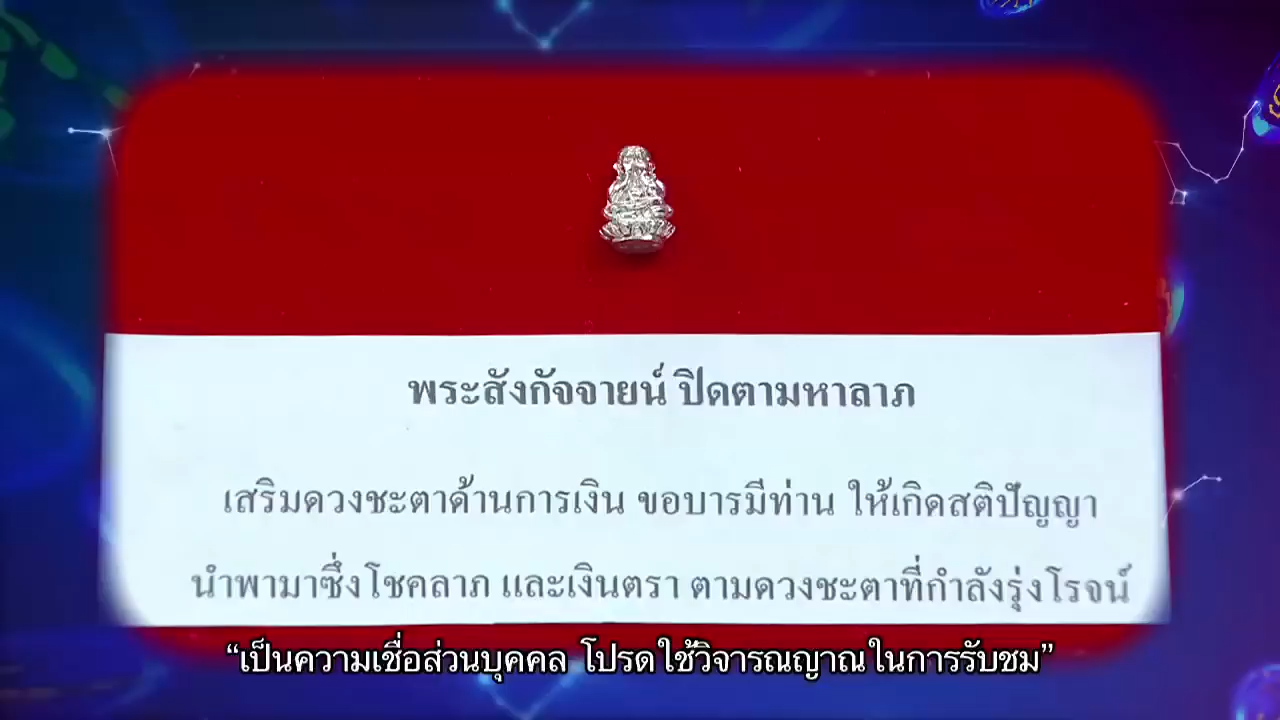 พระสังกัจจายน์ ปิดตามหาลาภ
เสริมดวงชะตาด้านการเงิน ขอบารมีท่าน ให้เกิดสติปัญญา
นำพามาซึ่งโชคลาภ และเงินตรา ตามดวงชะตาที่กำลังรุ่งโรจน์
“เป็นความเชื่อส่วนบุคคล โปรดใช้วิจารณญาณในการรับชม”